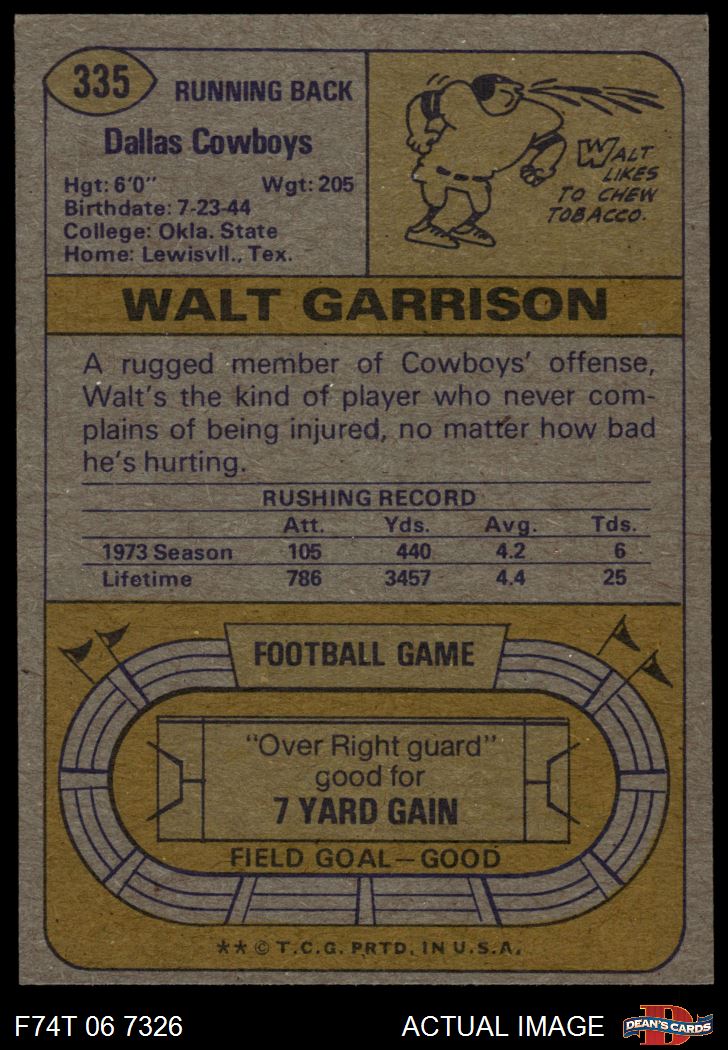 335
RUNNING BACK
Dallas Cowboys
Hgt: 6'0" Wgt: 205
Birthdate: 7-23-44
College: Okla. State
Home: Lewisvll., Tex.
WALT
LIKES
TO CHEW
TOBACCO.
WALT GARRISON
A rugged member of Cowboys' offense,
Walt's the kind of player who never com-
plains of being injured, no matter how bad
he's hurting.
RUSHING RECORD
Att. Yds. Avg. Tds.
1973 Season 105 440 4.2 6
Lifetime 786 3457 4.4 25
FOOTBALL GAME
"Over Right guard"
good for
7 YARD GAIN
FIELD GOAL—GOOD
** © T.C.G. PRTD. IN U.S.A.
F74T 06 7326 ACTUAL IMAGE
D
DEAN'S CARDS